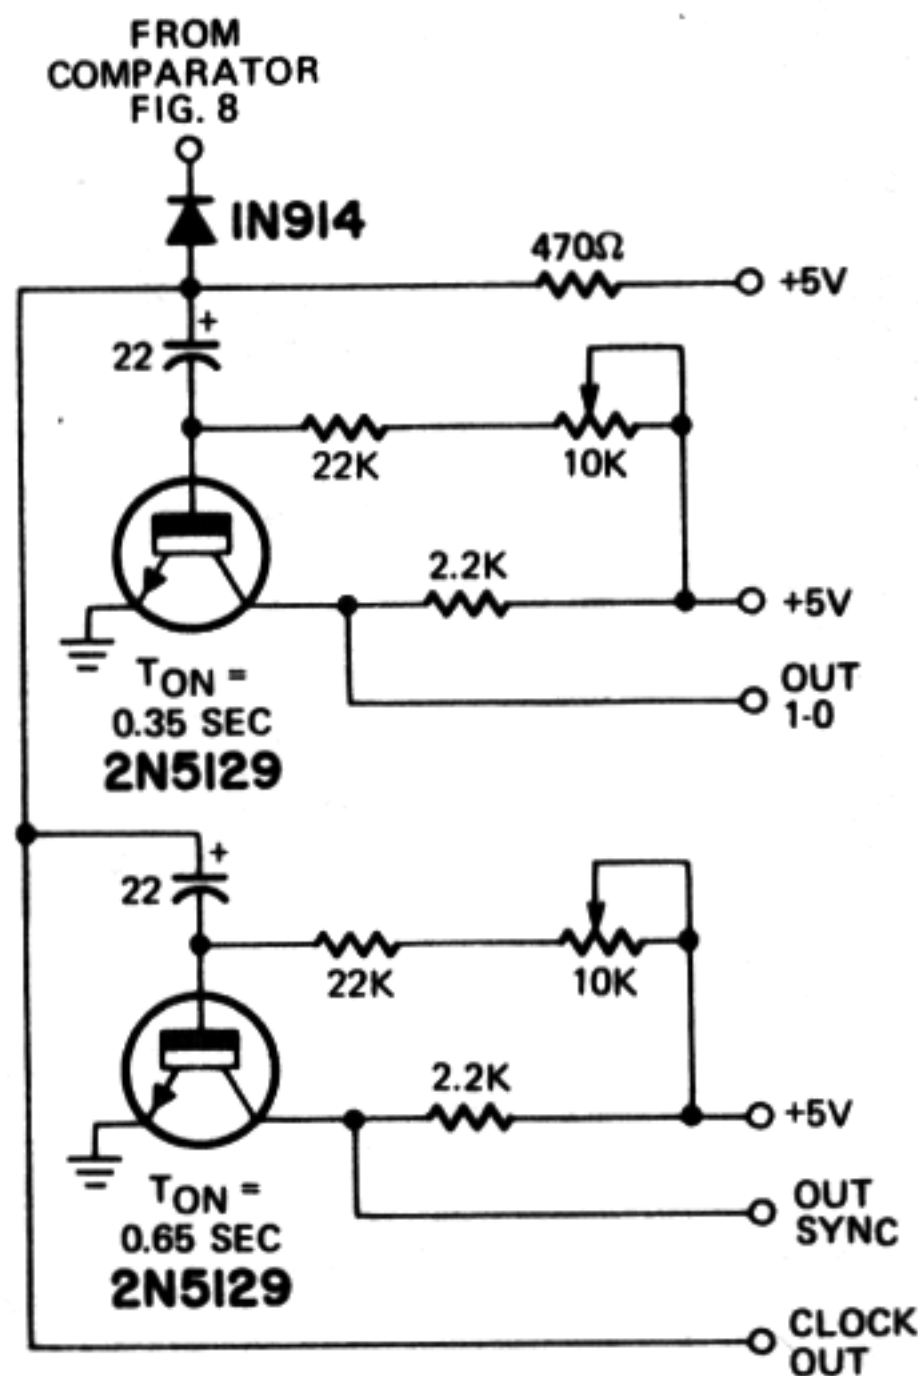 FROM
COMPARATOR
FIG. 8
1N914
470Ω
+5V
+
22
22K
10K
2.2K
+5V
OUT
1-0
TON =
0.35 SEC
2N5129
+
22
22K
10K
2.2K
+5V
OUT
SYNC
TON =
0.65 SEC
2N5129
CLOCK
OUT